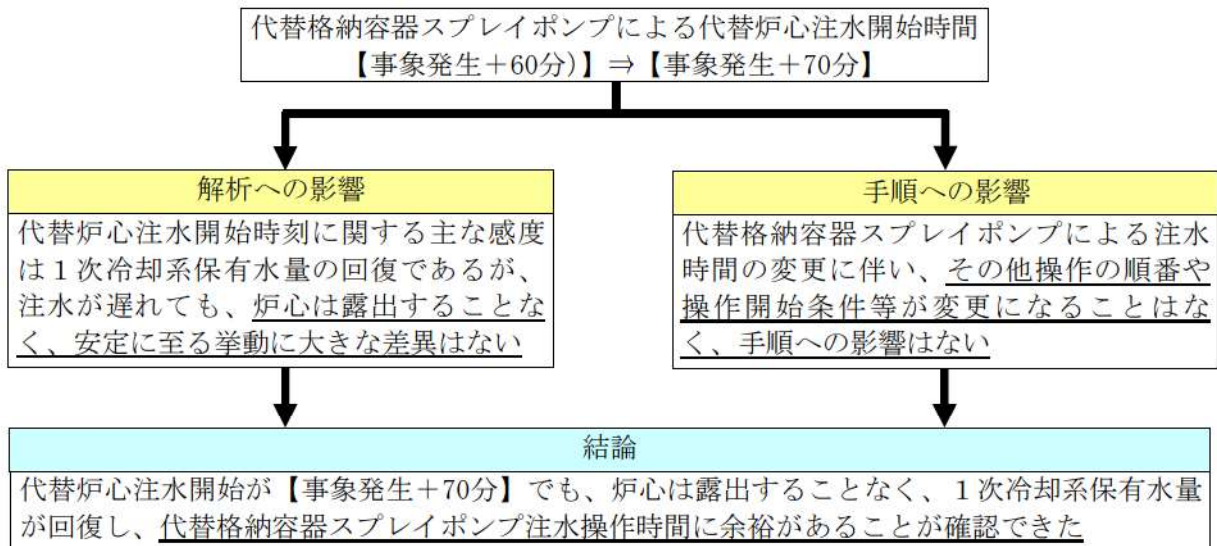 代替格納容器スプレイポンプによる代替炉心注水開始時間
【事象発生+60分)】⇒【事象発生+70分】
解析への影響
代替炉心注水開始時刻に関する主な感度
は1次冷却系保有水量の回復であるが、
注水が遅れても、炉心は露出することな
く、安定に至る挙動に大きな差異はない
手順への影響
代替格納容器スプレイポンプによる注水
時間の変更に伴い、その他操作の順番や
操作開始条件等が変更になることはな
く、手順への影響はない
結論
代替炉心注水開始が【事象発生+70分】でも、炉心は露出することなく、1次冷却系保有水量
が回復し、代替格納容器スプレイポンプ注水操作時間に余裕があることが確認できた